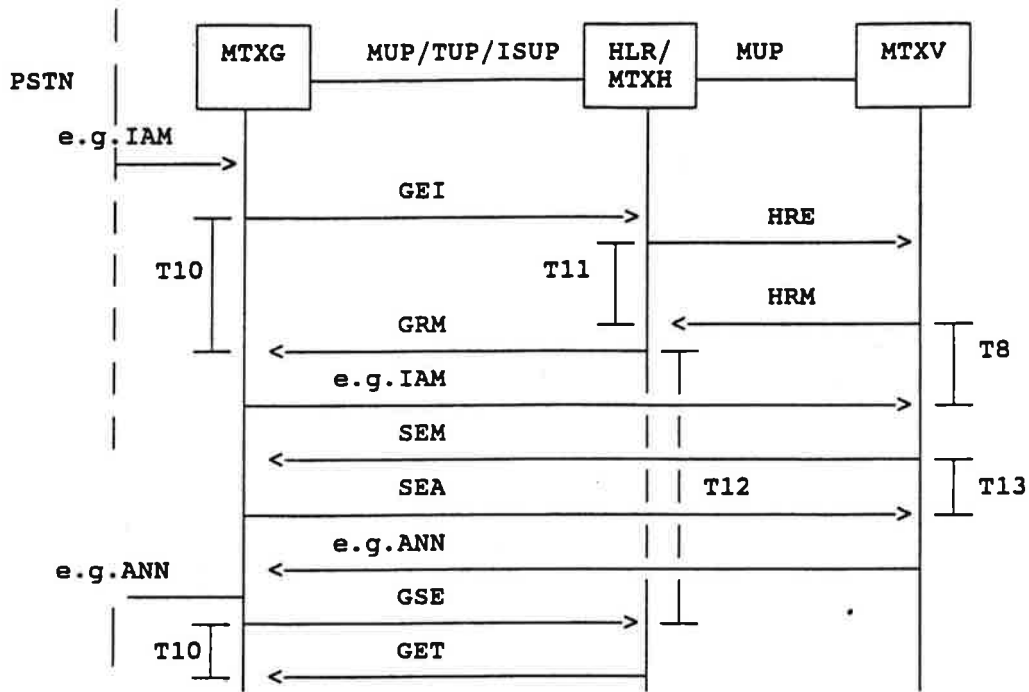 MTXG MUP/TUP/ISUP HLR/ MUP MTXV
PSTN MTXH
e.g.IAM
GEI
HRE
T10 T11
HRM
GRM
T8
e.g.IAM
SEM
SEA T12 T13
e.g.ANN
e.g.ANN
GSE
T10 GET